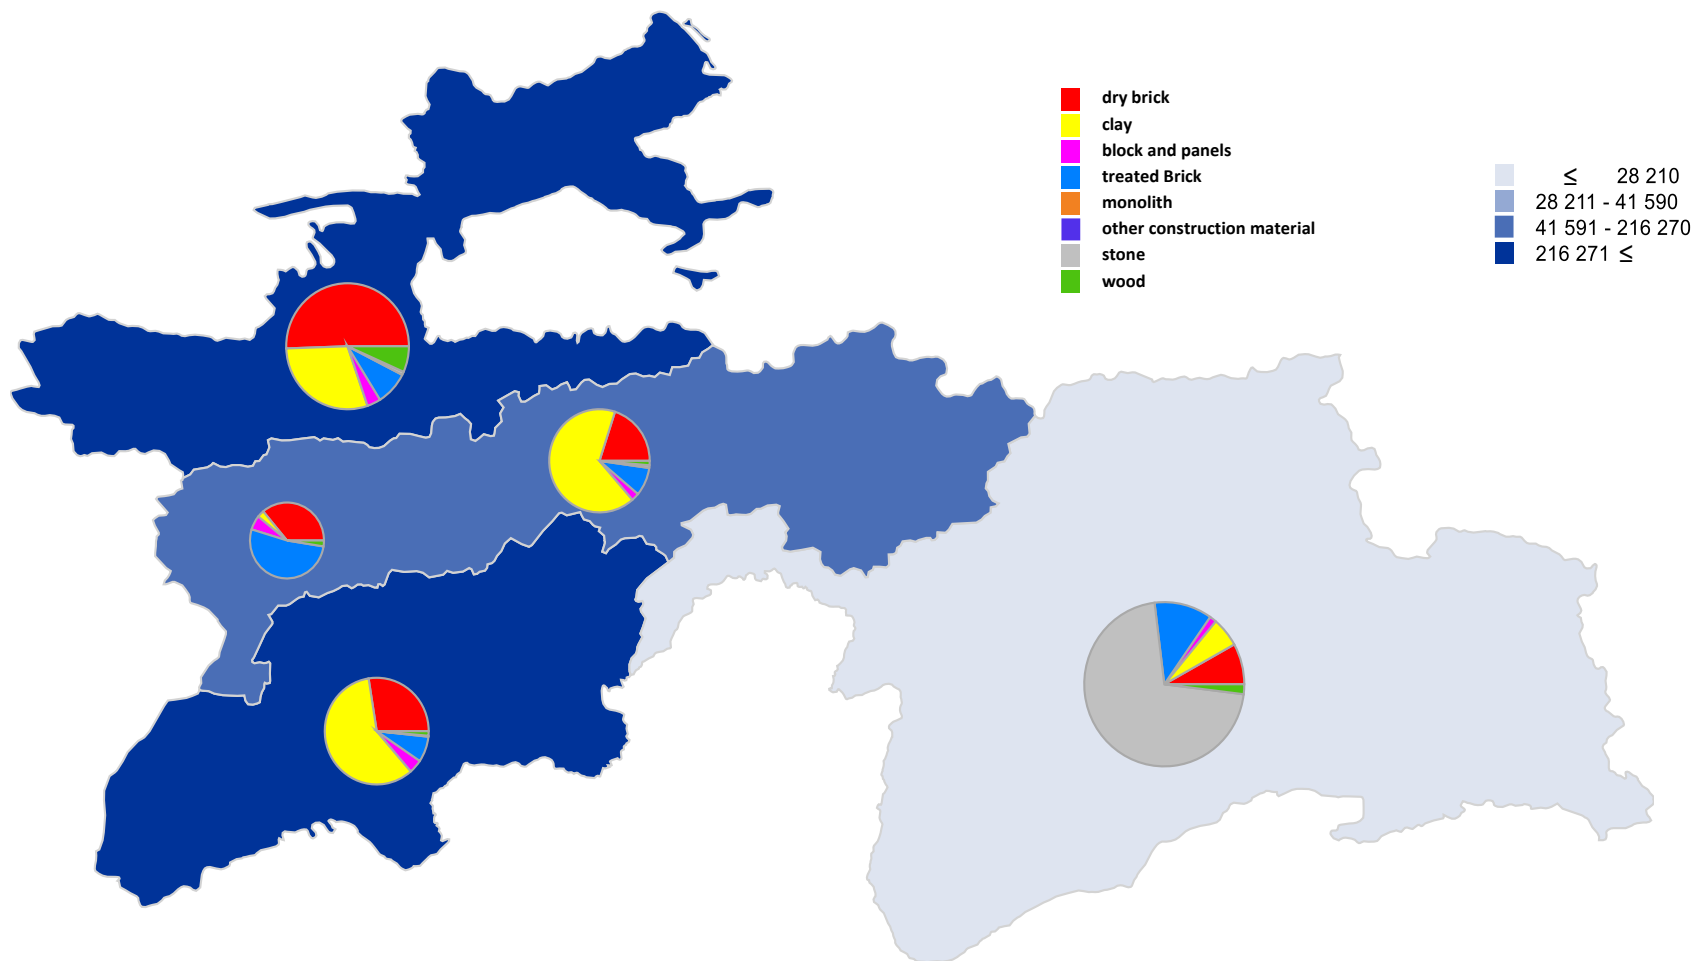 dry brick
clay
block and panels
treated Brick
monolith
other construction material
stone
wood
≤ 28 210
28 211 - 41 590
41 591 - 216 270
216 271 ≤